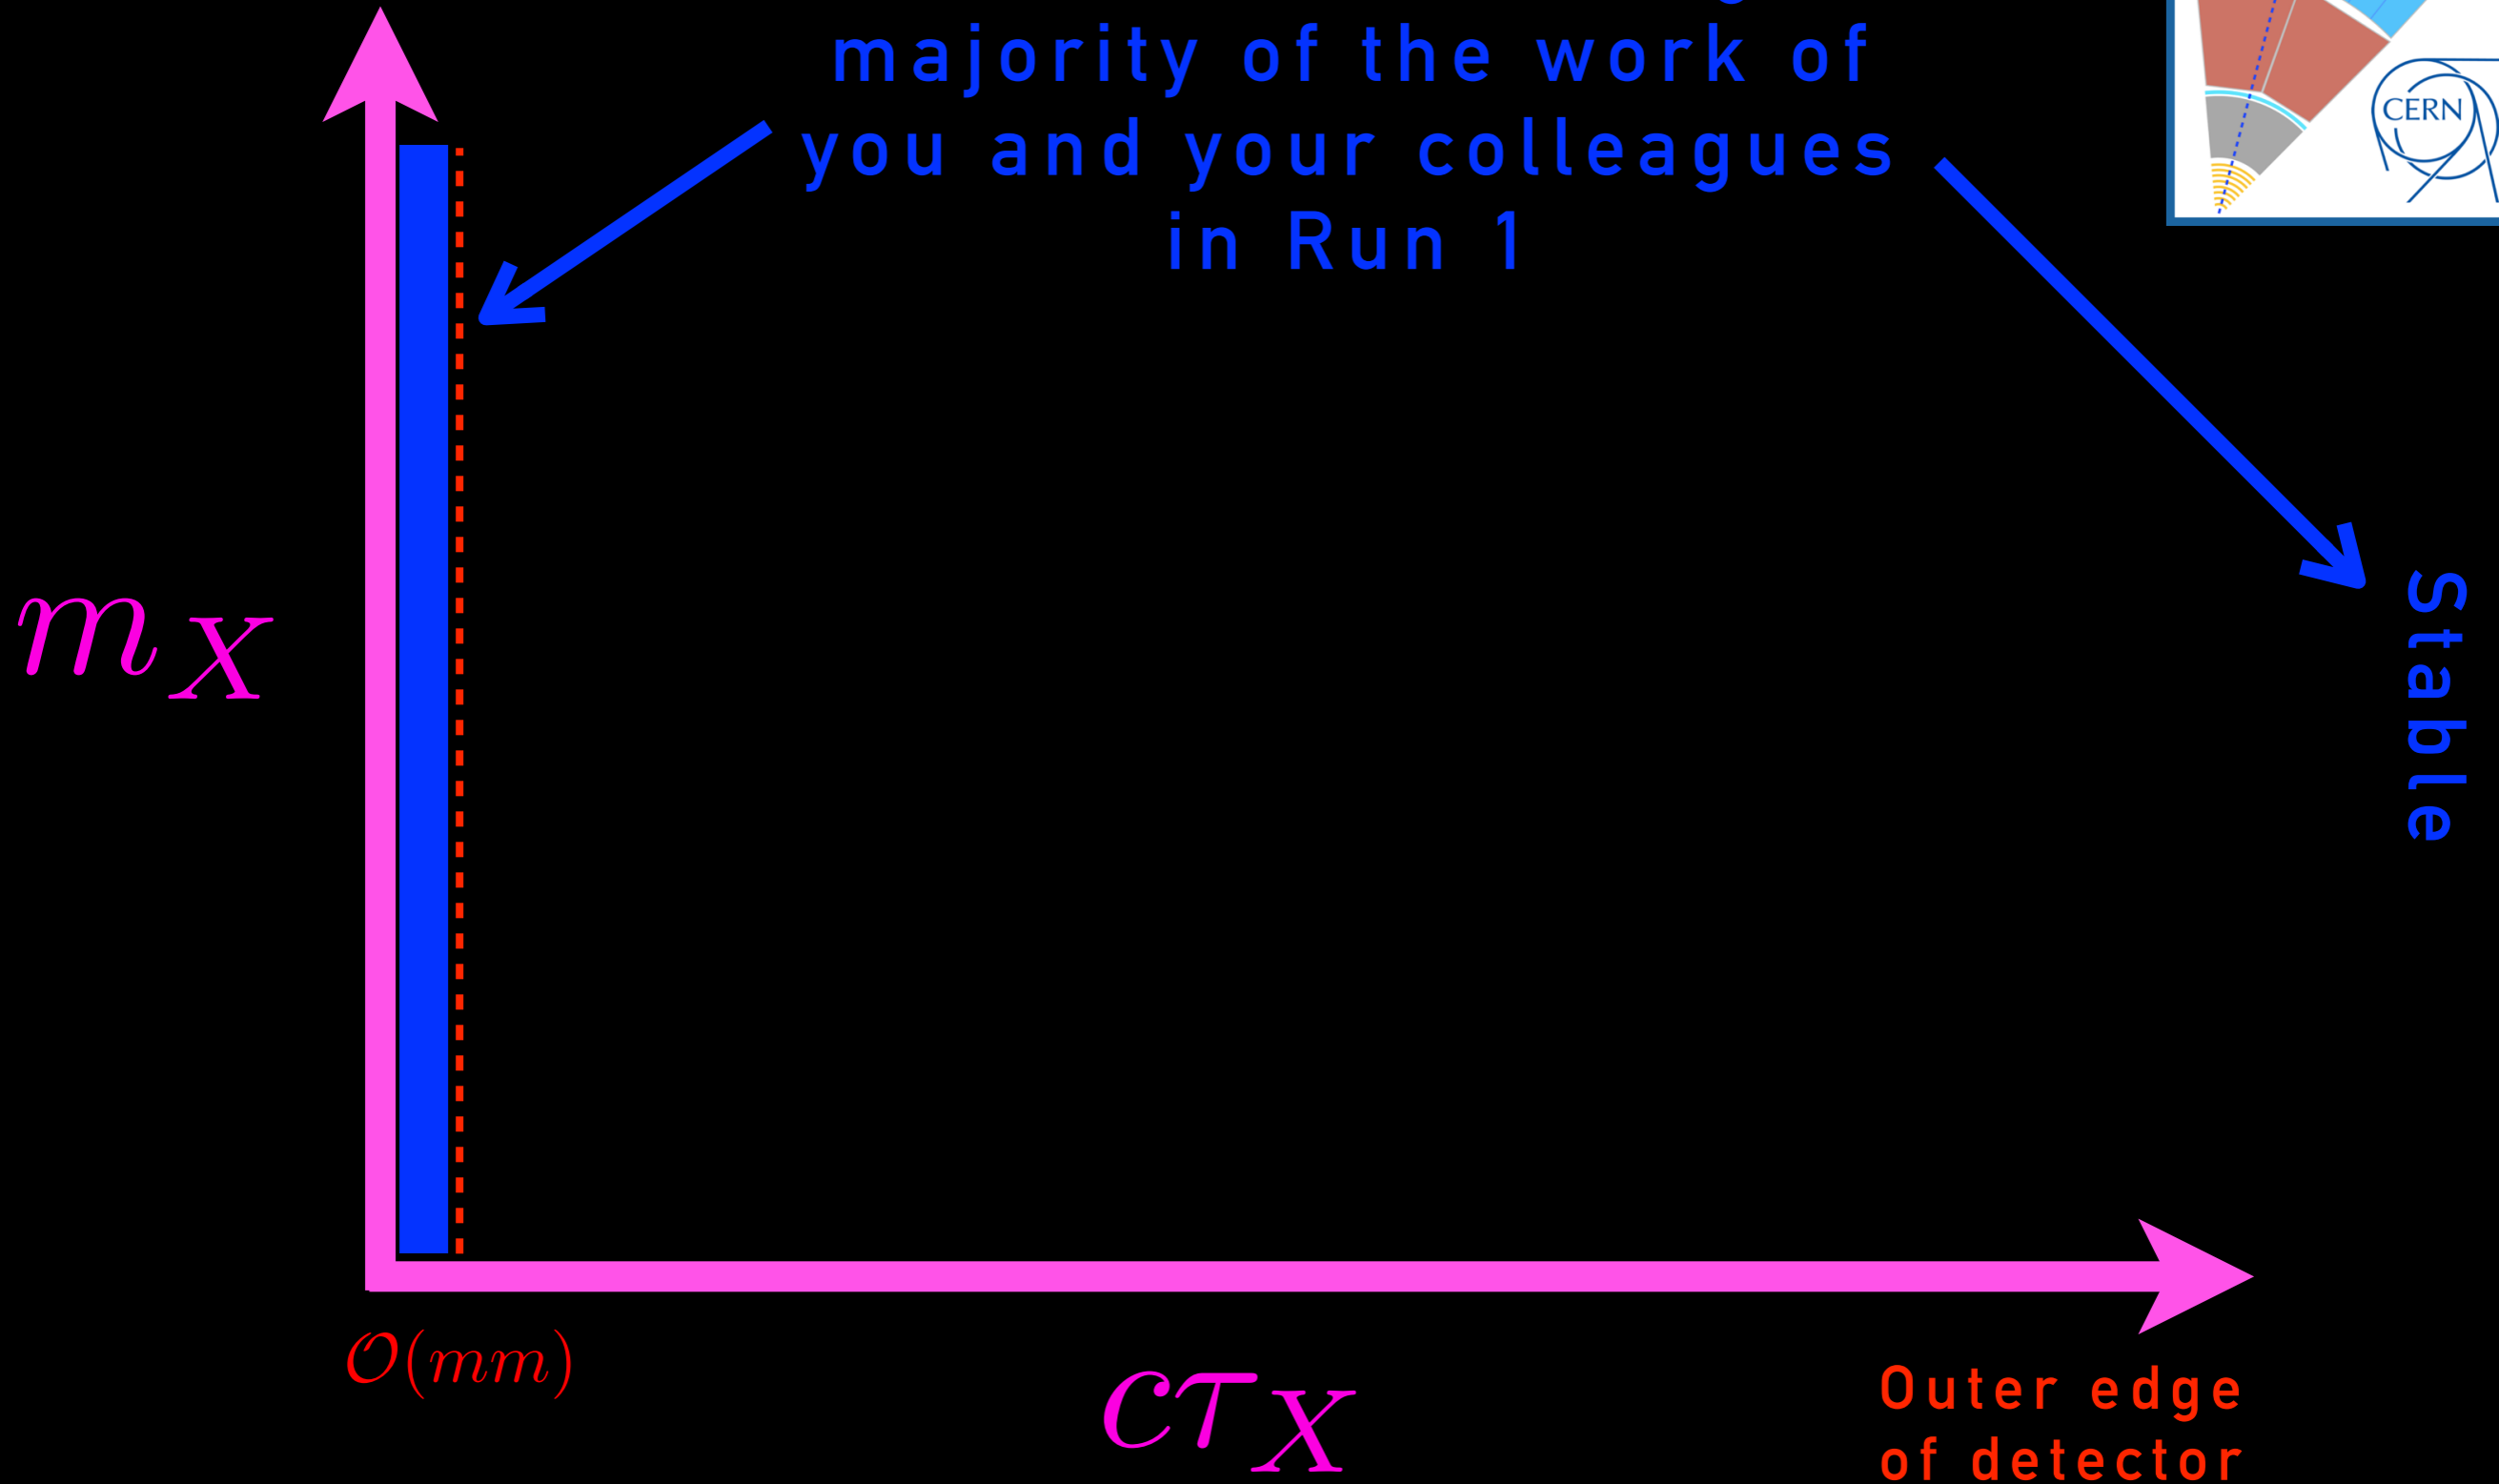 majority of the work of
you and your colleagues
in Run 1
CERN
m_X
Stable
O(mm)
cτ_X
Outer edge
of detector